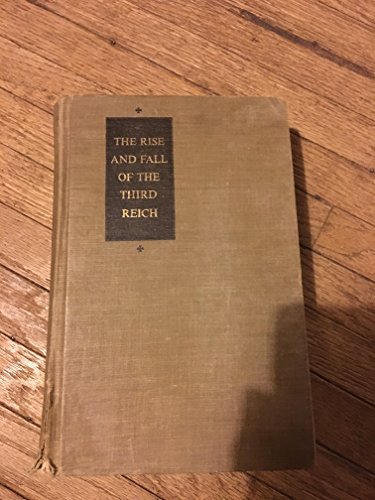 THE RISE
AND FALL
OF THE
THIRD
REICH